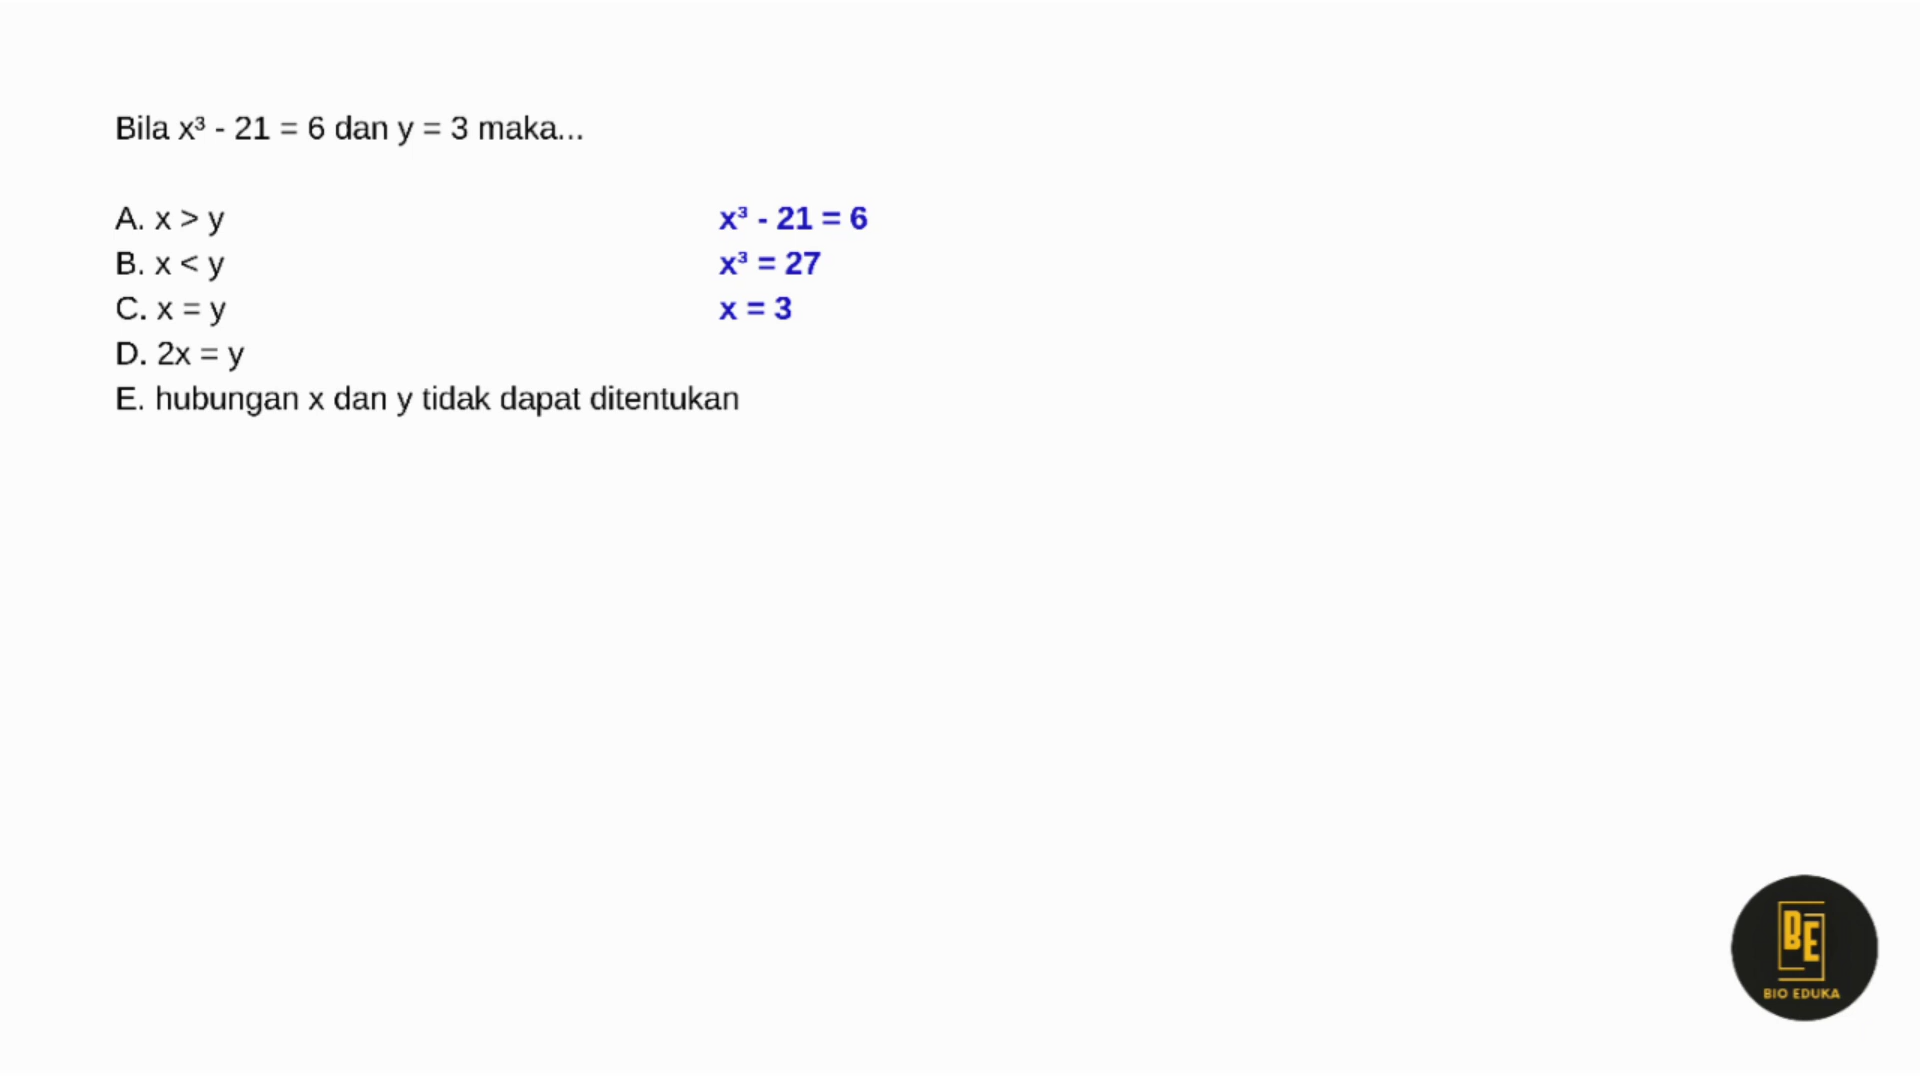 Bila x³ - 21 = 6 dan y = 3 maka...
A. x > y
B. x < y
C. x = y
D. 2x = y
E. hubungan x dan y tidak dapat ditentukan
x³ - 21 = 6
x³ = 27
x = 3
BE
BIO EDUKA